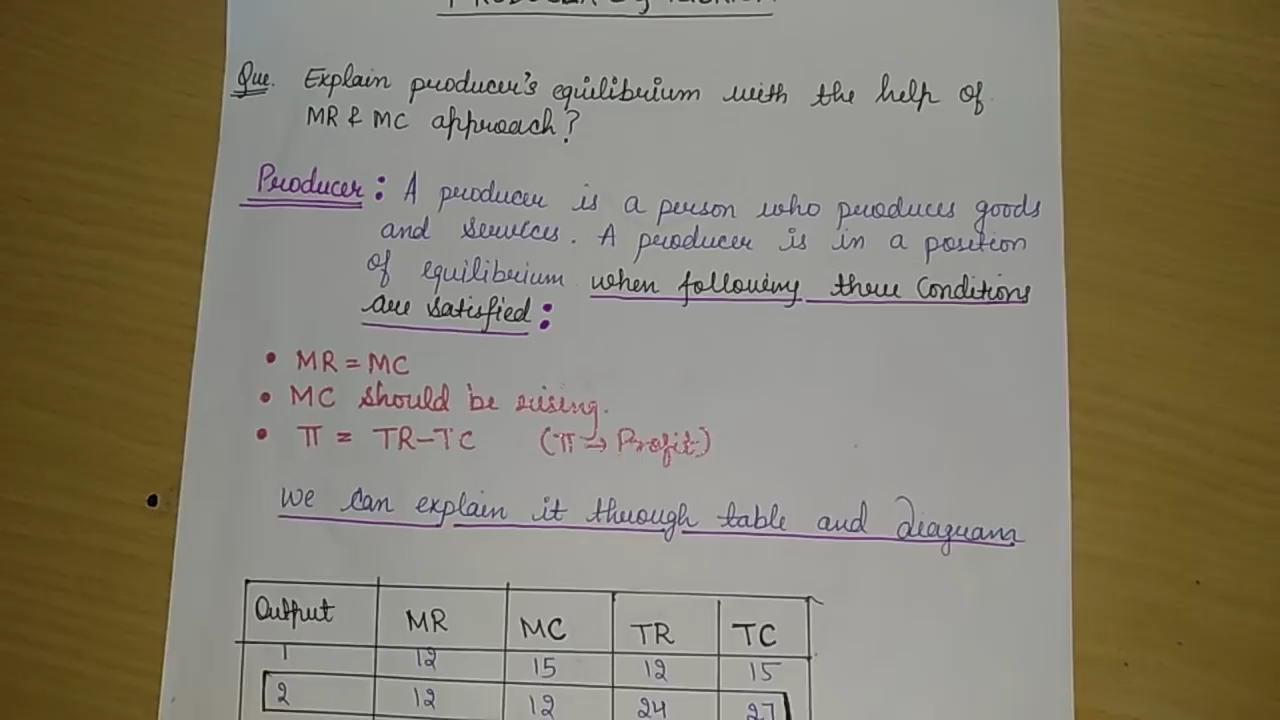 Que. Explain producer's equilibrium with the help of
MR & MC approach?
Producer: A producer is a person who produces goods
and services. A producer is in a position
of equilibrium when following three conditions
are satisfied:
• MR = MC
• MC should be rising.
• π = TR-TC (π → Profit)
we can explain it through table and diagram
Output MR MC TR TC
1 12 15 12 15
2 12 12 24 27